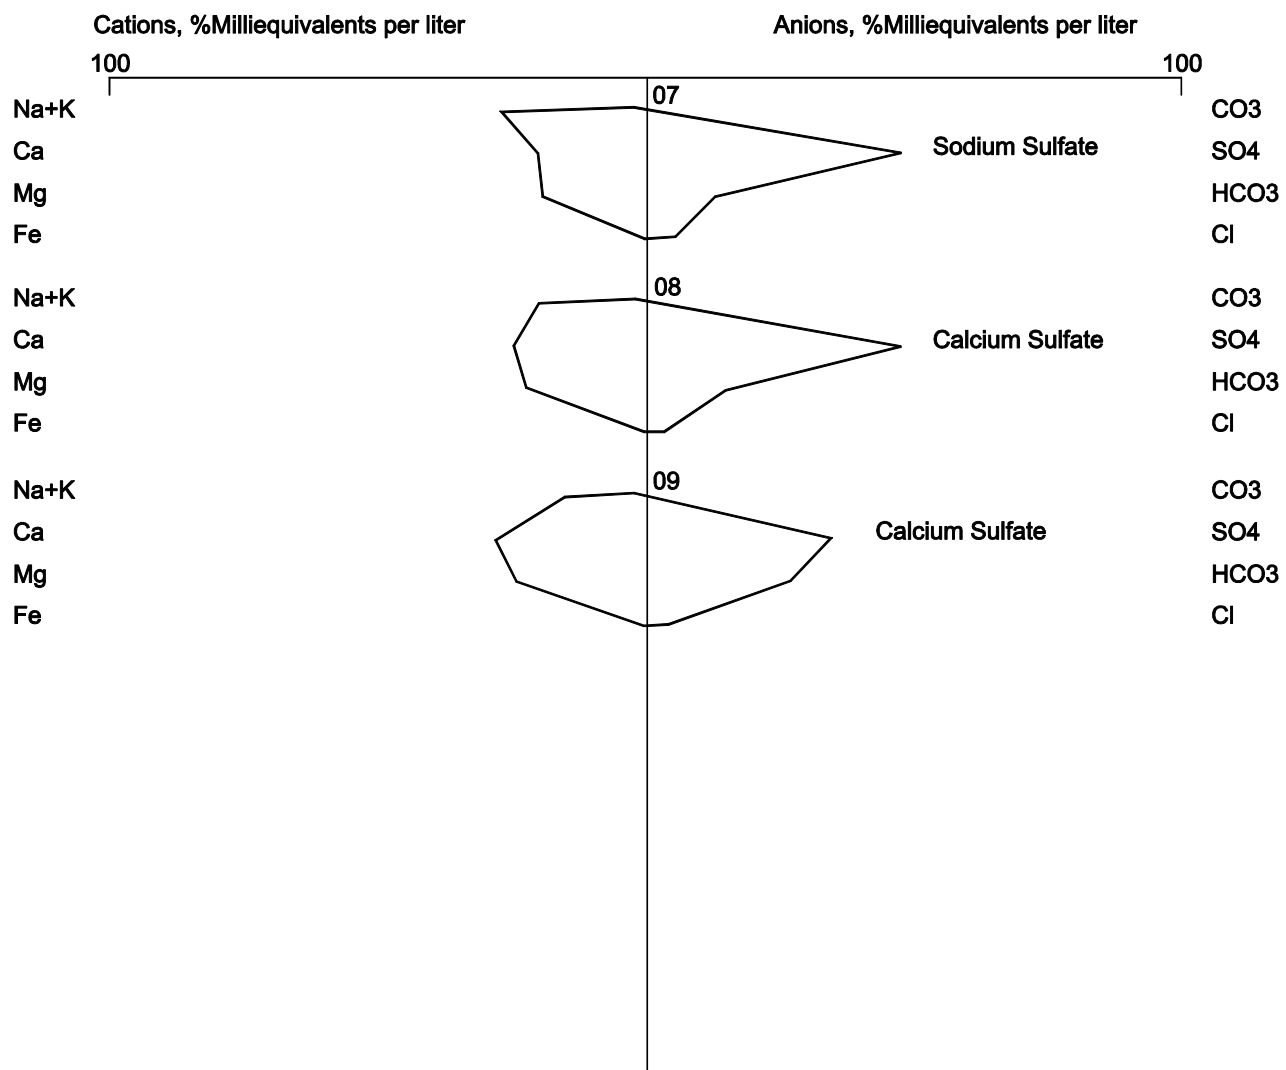 Cations, %Milliequivalents per liter Anions, %Milliequivalents per liter
100 100
07
Na+K CO3
Ca Sodium Sulfate SO4
Mg HCO3
Fe Cl
08
Na+K CO3
Ca Calcium Sulfate SO4
Mg HCO3
Fe Cl
09
Na+K CO3
Ca Calcium Sulfate SO4
Mg HCO3
Fe Cl